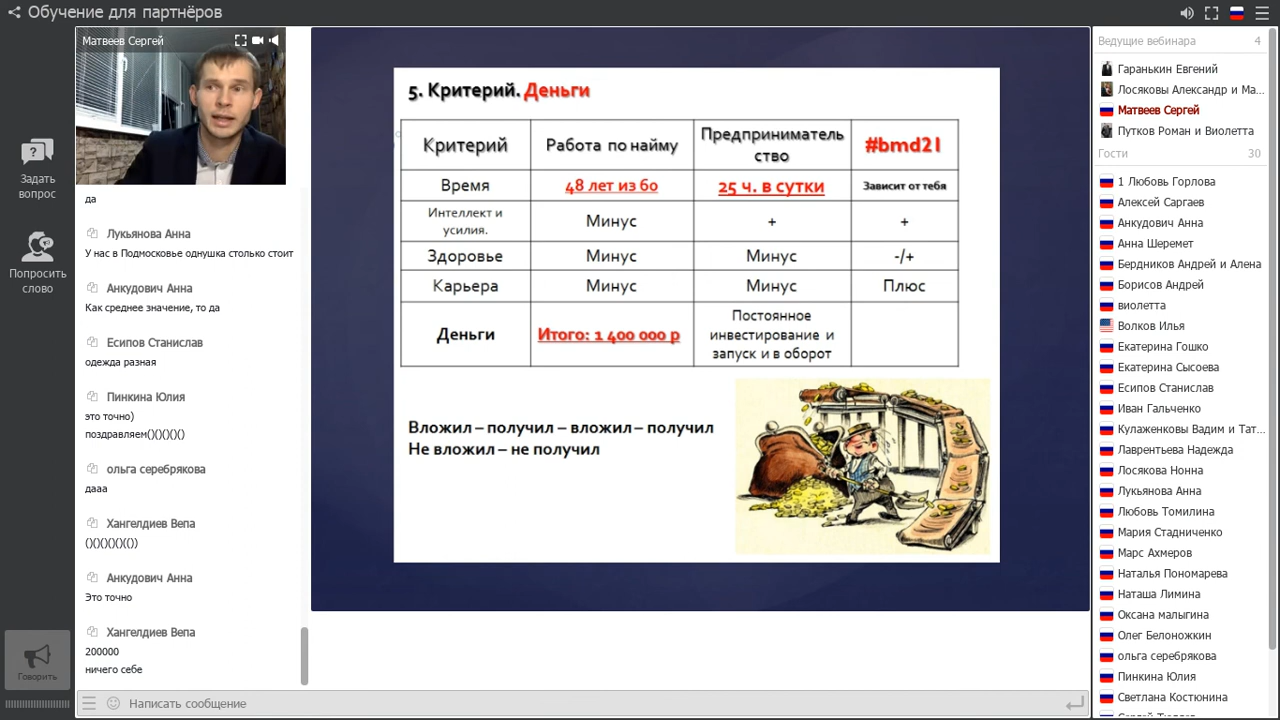 Обучение для партнёров
Матвеев Сергей
Задать
вопрос
Попросить
слово
Говорить
да
Лукьянова Анна
У нас в Подмосковье однушка столько стоит
Анкудович Анна
Как среднее значение, то да
Есипов Станислав
одежда разная
Пинкина Юлия
это точно)
поздравляем()()()()()
ольга серебрякова
дааа
Хангелдиев Вепа
()()()()()(())
Анкудович Анна
Это точно
Хангелдиев Вепа
200000
ничего себе
Написать сообщение
5. Критерий. Деньги
Критерий
Работа по найму
Предприниматель
ство
#bmd21
Время
48 лет из 60
25 ч. в сутки
Зависит от тебя
Интеллект и
усилия.
Минус
+
+
Здоровье
Минус
Минус
-/+
Карьера
Минус
Минус
Плюс
Деньги
Итого: 1 400 000 р
Постоянное
инвестирование и
запуск и в оборот
Вложил – получил – вложил – получил
Не вложил – не получил
Ведущие вебинара 4
Гаранькин Евгений
Лосяковы Александр и Ма...
Матвеев Сергей
Путков Роман и Виолетта
Гости 30
1 Любовь Горлова
Алексей Саргаев
Анкудович Анна
Анна Шеремет
Бердников Андрей и Алена
Борисов Андрей
виолетта
Волков Илья
Екатерина Гошко
Екатерина Сысоева
Есипов Станислав
Иван Гальченко
Кулаженковы Вадим и Тат...
Лаврентьева Надежда
Лосякова Нонна
Лукьянова Анна
Любовь Томилина
Мария Стадниченко
Марс Ахмеров
Наталья Пономарева
Наташа Лимина
Оксана малыгина
Олег Белоножкин
ольга серебрякова
Пинкина Юлия
Светлана Костюнина